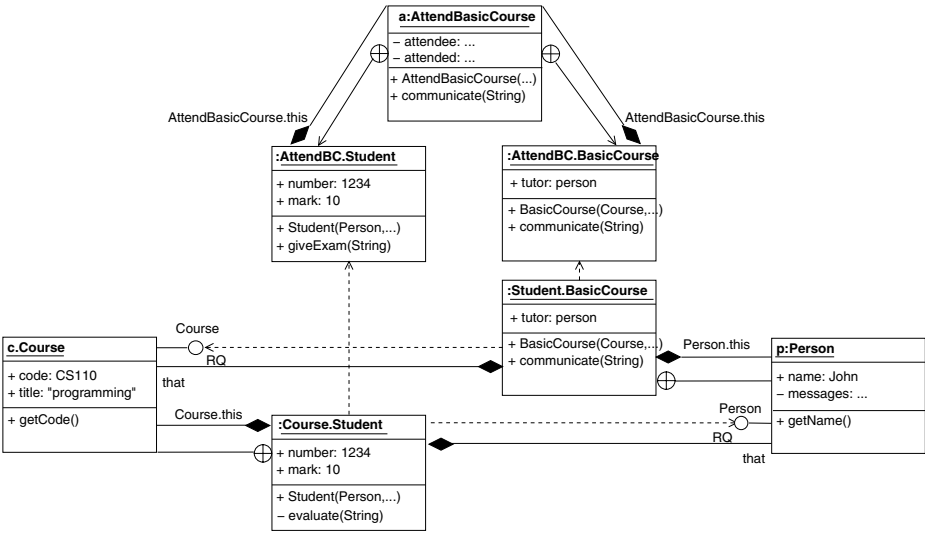 a:AttendBasicCourse
− attendee: ...
− attended: ...
+ AttendBasicCourse(...)
+ communicate(String)
AttendBasicCourse.this
AttendBasicCourse.this
:AttendBC.Student
+ number: 1234
+ mark: 10
+ Student(Person,...)
+ giveExam(String)
:AttendBC.BasicCourse
+ tutor: person
+ BasicCourse(Course,...)
+ communicate(String)
:Student.BasicCourse
+ tutor: person
+ BasicCourse(Course,...)
+ communicate(String)
Course
RQ
that
Course.this
c.Course
+ code: CS110
+ title: "programming"
+ getCode()
Person.this
p:Person
+ name: John
− messages: ...
+ getName()
Person
RQ
that
:Course.Student
+ number: 1234
+ mark: 10
+ Student(Person,...)
− evaluate(String)